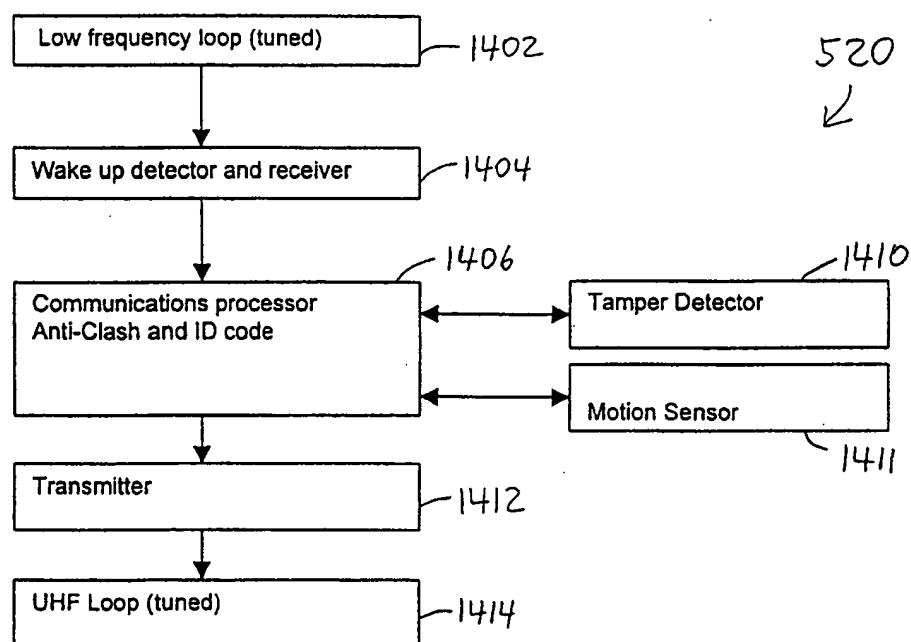 Low frequency loop (tuned)
1402
520
Wake up detector and receiver
1404
1406
1410
Communications processor
Anti-Clash and ID code
Tamper Detector
Motion Sensor
1411
Transmitter
1412
UHF Loop (tuned)
1414